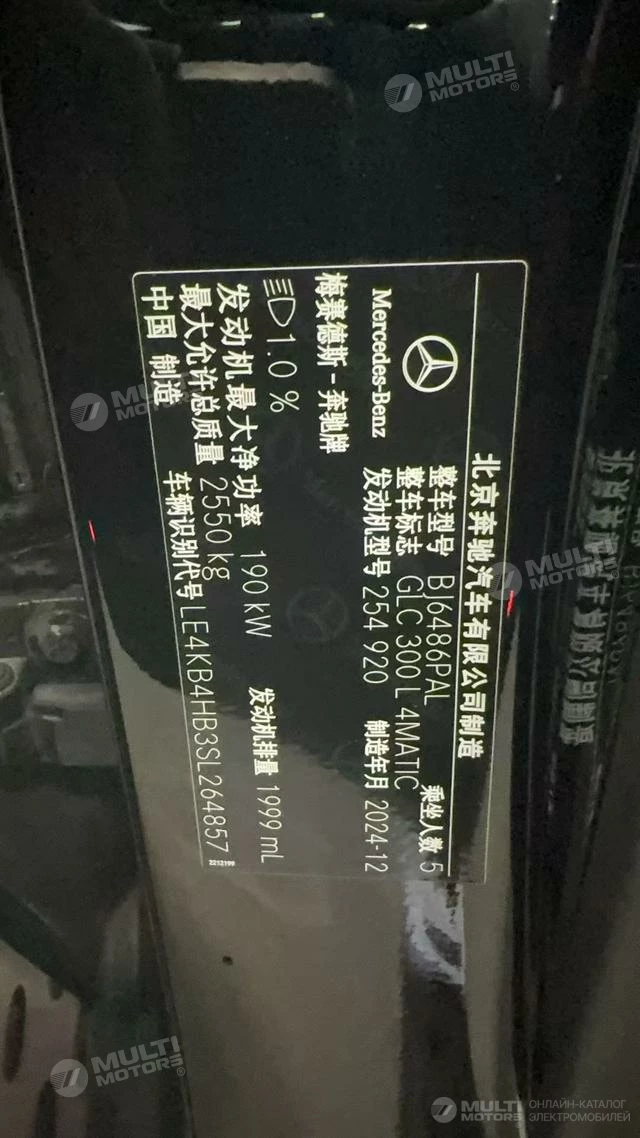 北京奔驰汽车有限公司制造
Mercedes-Benz
整车型号 BJ6486PAL 乘坐人数 5
整车标志 GLC 300 L 4MATIC
发动机型号 254 920 制造年月 2024-12
梅赛德斯-奔驰牌
1.0 %
发动机最大净功率 190 kW 发动机排量 1999 mL
最大允许总质量 2550 kg
中国 制造 车辆识别代号 LE4KB4HB3SL264857
2212199
MULTI MOTORS®
MULTI MOTORS®
MULTI MOTORS®
MULTI MOTORS®
MULTI MOTORS® ОНЛАЙН-КАТАЛОГ ЭЛЕКТРОМОБИЛЕЙ